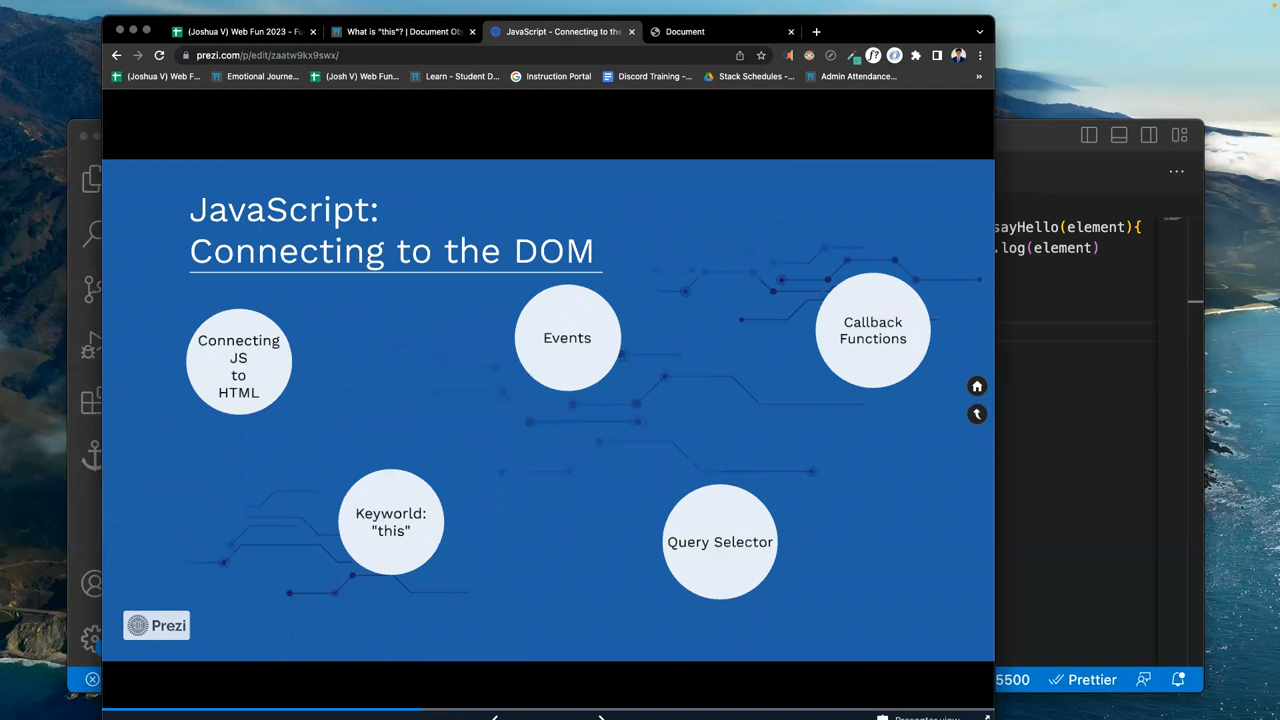 (Joshua V) Web Fun 2023 - Fu
What is "this"? | Document Ob
JavaScript - Connecting to the
Document
prezi.com/p/edit/zaatw9kx9swx/
(Joshua V) Web F...
Emotional Journe...
(Josh V) Web Fun...
Learn - Student D...
Instruction Portal
Discord Training -...
Stack Schedules -...
Admin Attendance...
»
JavaScript:
Connecting to the DOM
Connecting
JS
to
HTML
Events
Callback
Functions
Keyworld:
"this"
Query Selector
Prezi
sayHello(element){
.log(element)
5500
Prettier